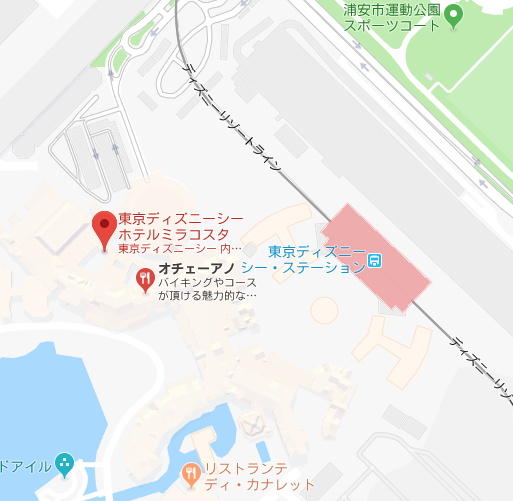 浦安市運動公園
スポーツコート
ディズニーリゾートライン
東京ディズニーシー
ホテルミラコスタ
東京ディズニーシー 内…
東京ディズニー
シー・ステーション
オチェーアノ
バイキングやコース
が頂ける魅力的な…
ディズニーリゾー
ドアイル
リストランテ
ディ・カナレット